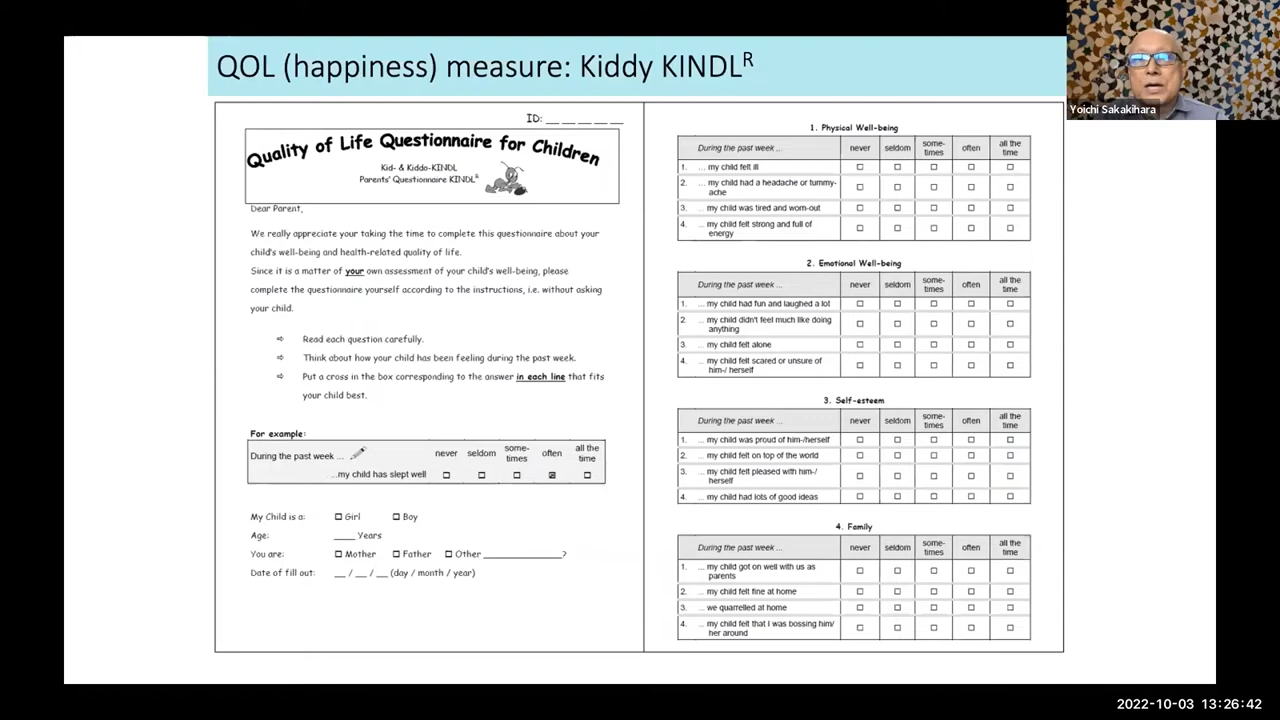 QOL (happiness) measure: Kiddy KINDLR
Yoichi Sakakihara
ID: __ __ __ __ __
Quality of Life Questionnaire for Children
Kid- & Kiddo-KINDL
Parents' Questionnaire KINDLR
Dear Parent,
We really appreciate your taking the time to complete this questionnaire about your
child's well-being and health-related quality of life.
Since it is a matter of your own assessment of your child's well-being, please
complete the questionnaire yourself according to the instructions, i.e. without asking
your child.
⇨ Read each question carefully.
⇨ Think about how your child has been feeling during the past week.
⇨ Put a cross in the box corresponding to the answer in each line that fits
your child best.
For example:
During the past week ... never seldom some-times often all the time
...my child has slept well ☐ ☐ ☐ ☒ ☐
My Child is a: ☐ Girl ☐ Boy
Age: ____ Years
You are: ☐ Mother ☐ Father ☐ Other ______________?
Date of fill out: __ / __ / __ (day / month / year)
1. Physical Well-being
During the past week ... never seldom some-times often all the time
1. ... my child felt ill ☐ ☐ ☐ ☐ ☐
2. ... my child had a headache or tummy-
ache ☐ ☐ ☐ ☐ ☐
3. ... my child was tired and worn-out ☐ ☐ ☐ ☐ ☐
4. ... my child felt strong and full of
energy ☐ ☐ ☐ ☐ ☐
2. Emotional Well-being
During the past week ... never seldom some-times often all the time
1. ... my child had fun and laughed a lot ☐ ☐ ☐ ☐ ☐
2. ... my child didn't feel much like doing
anything ☐ ☐ ☐ ☐ ☐
3. ... my child felt alone ☐ ☐ ☐ ☐ ☐
4. ... my child felt scared or unsure of
him-/ herself ☐ ☐ ☐ ☐ ☐
3. Self-esteem
During the past week ... never seldom some-times often all the time
1. ... my child was proud of him-/herself ☐ ☐ ☐ ☐ ☐
2. ... my child felt on top of the world ☐ ☐ ☐ ☐ ☐
3. ... my child felt pleased with him-/
herself ☐ ☐ ☐ ☐ ☐
4. ... my child had lots of good ideas ☐ ☐ ☐ ☐ ☐
4. Family
During the past week ... never seldom some-times often all the time
1. ... my child got on well with us as
parents ☐ ☐ ☐ ☐ ☐
2. ... my child felt fine at home ☐ ☐ ☐ ☐ ☐
3. ... we quarrelled at home ☐ ☐ ☐ ☐ ☐
4. ... my child felt that I was bossing him/
her around ☐ ☐ ☐ ☐ ☐
2022-10-03 13:26:42